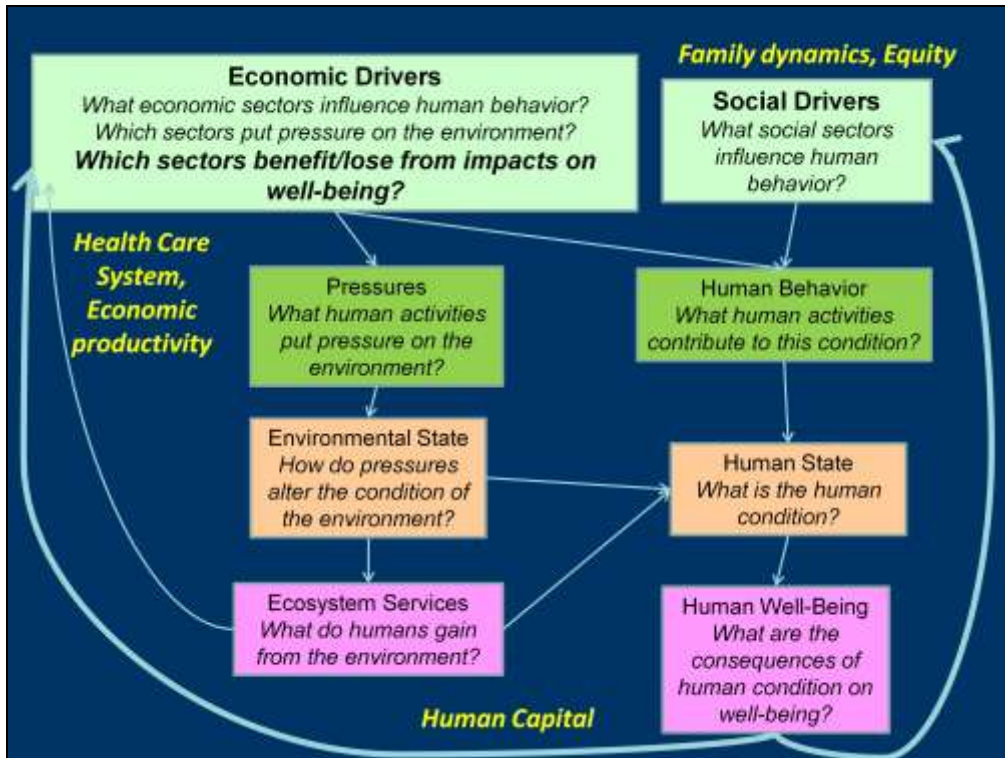 Family dynamics, Equity
Economic Drivers
What economic sectors influence human behavior?
Which sectors put pressure on the environment?
Which sectors benefit/lose from impacts on
well-being?
Social Drivers
What social sectors
influence human
behavior?
Health Care
System,
Economic
productivity
Pressures
What human activities
put pressure on the
environment?
Human Behavior
What human activities
contribute to this condition?
Environmental State
How do pressures
alter the condition of
the environment?
Human State
What is the human
condition?
Ecosystem Services
What do humans gain
from the environment?
Human Well-Being
What are the
consequences of
human condition on
well-being?
Human Capital